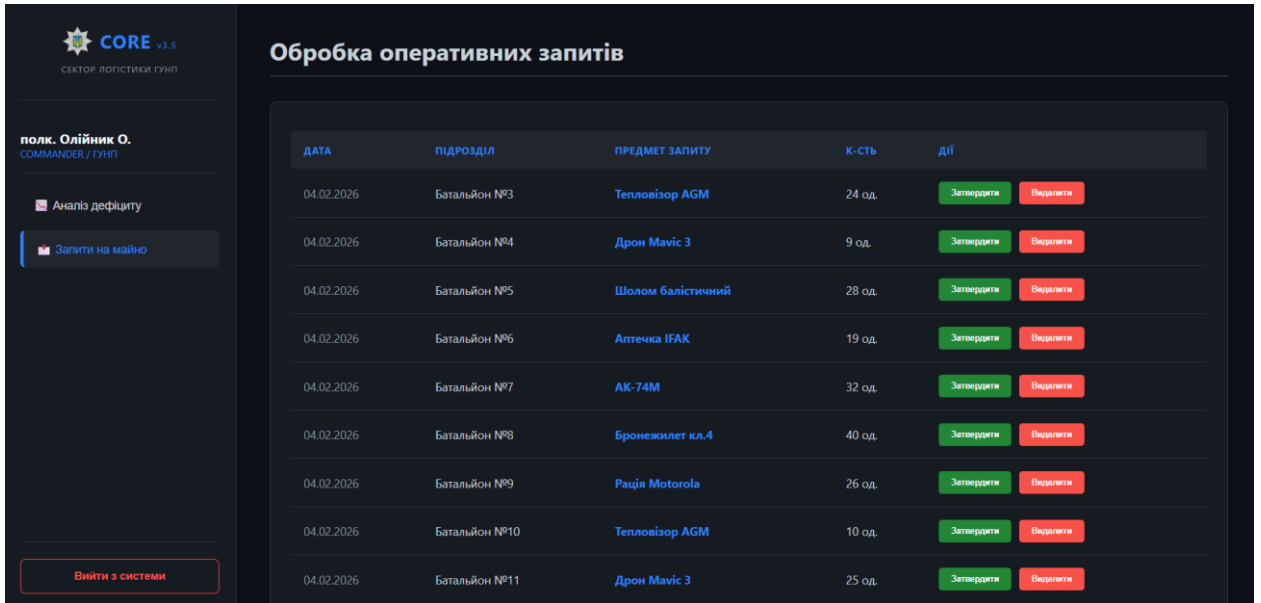 CORE v3.5
СЕКТОР ЛОГІСТИКИ ГУНП
полк. Олійник О.
COMMANDER / ГУНП
Аналіз дефіциту
Запити на майно
Вийти з системи
Обробка оперативних запитів
ДАТА ПІДРОЗДІЛ ПРЕДМЕТ ЗАПИТУ К-СТЬ ДІЇ
04.02.2026 Батальйон №3 Тепловізор AGM 24 од. Затвердити Видалити
04.02.2026 Батальйон №4 Дрон Mavic 3 9 од. Затвердити Видалити
04.02.2026 Батальйон №5 Шолом балістичний 28 од. Затвердити Видалити
04.02.2026 Батальйон №6 Аптечка IFAK 19 од. Затвердити Видалити
04.02.2026 Батальйон №7 АК-74М 32 од. Затвердити Видалити
04.02.2026 Батальйон №8 Бронежилет кл.4 40 од. Затвердити Видалити
04.02.2026 Батальйон №9 Рація Motorola 26 од. Затвердити Видалити
04.02.2026 Батальйон №10 Тепловізор AGM 10 од. Затвердити Видалити
04.02.2026 Батальйон №11 Дрон Mavic 3 25 од. Затвердити Видалити